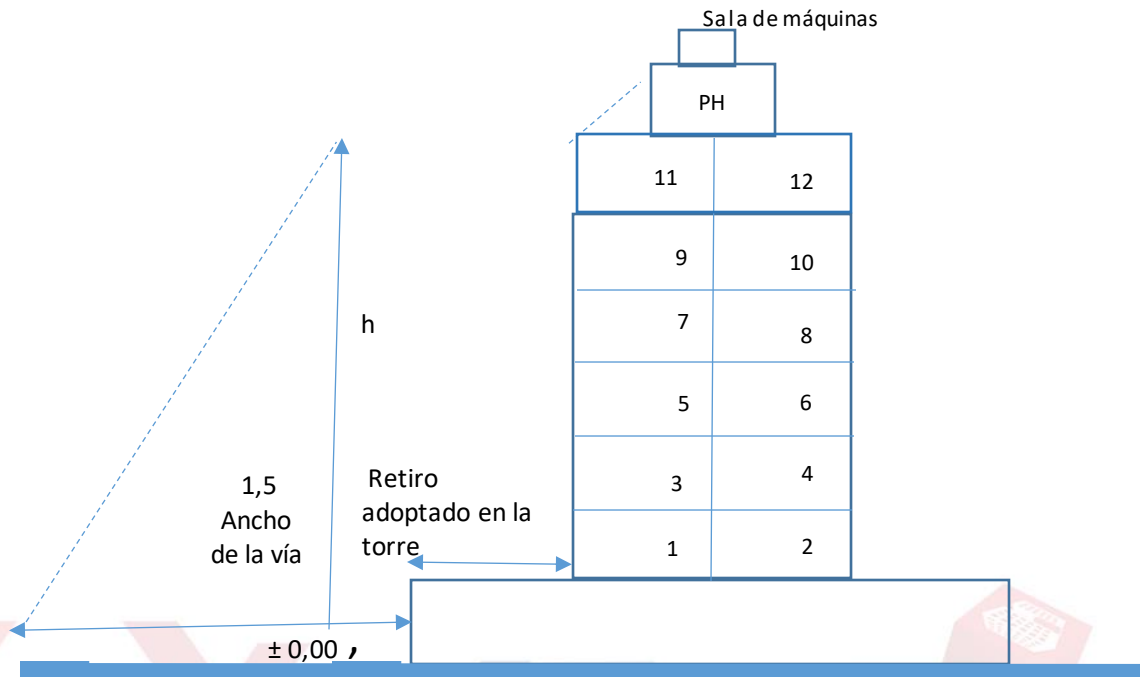 Sala de máquinas
PH
11
12
9
10
h
7
8
5
6
1,5
Ancho
de la vía
Retiro
adoptado en la
torre
3
4
1
2
± 0,00 ,